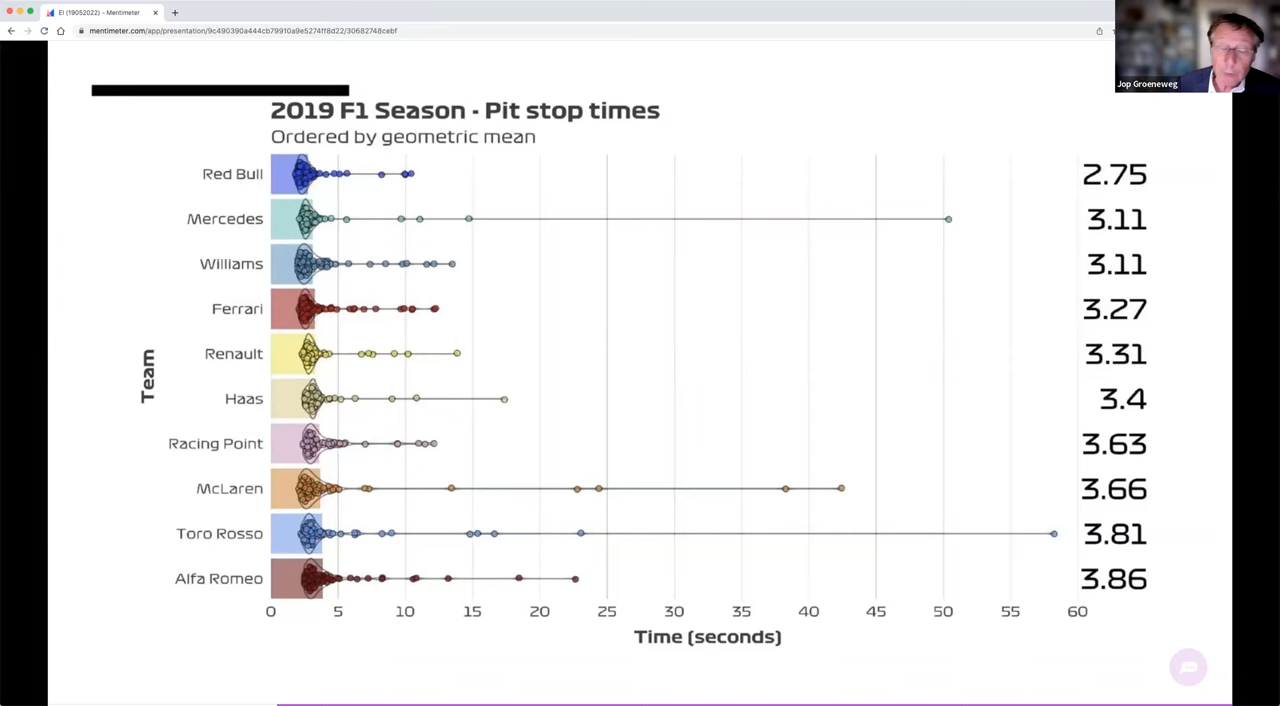 EI (19052022) - Mentimeter
mentimeter.com/app/presentation/9c490390a444cb79910a9e5274ff8d22/30682748cebf
Jop Groeneweg
2019 F1 Season - Pit stop times
Ordered by geometric mean
Red Bull 2.75
Mercedes 3.11
Williams 3.11
Ferrari 3.27
Renault 3.31
Haas 3.4
Racing Point 3.63
McLaren 3.66
Toro Rosso 3.81
Alfa Romeo 3.86
Team
0 5 10 15 20 25 30 35 40 45 50 55 60
Time (seconds)